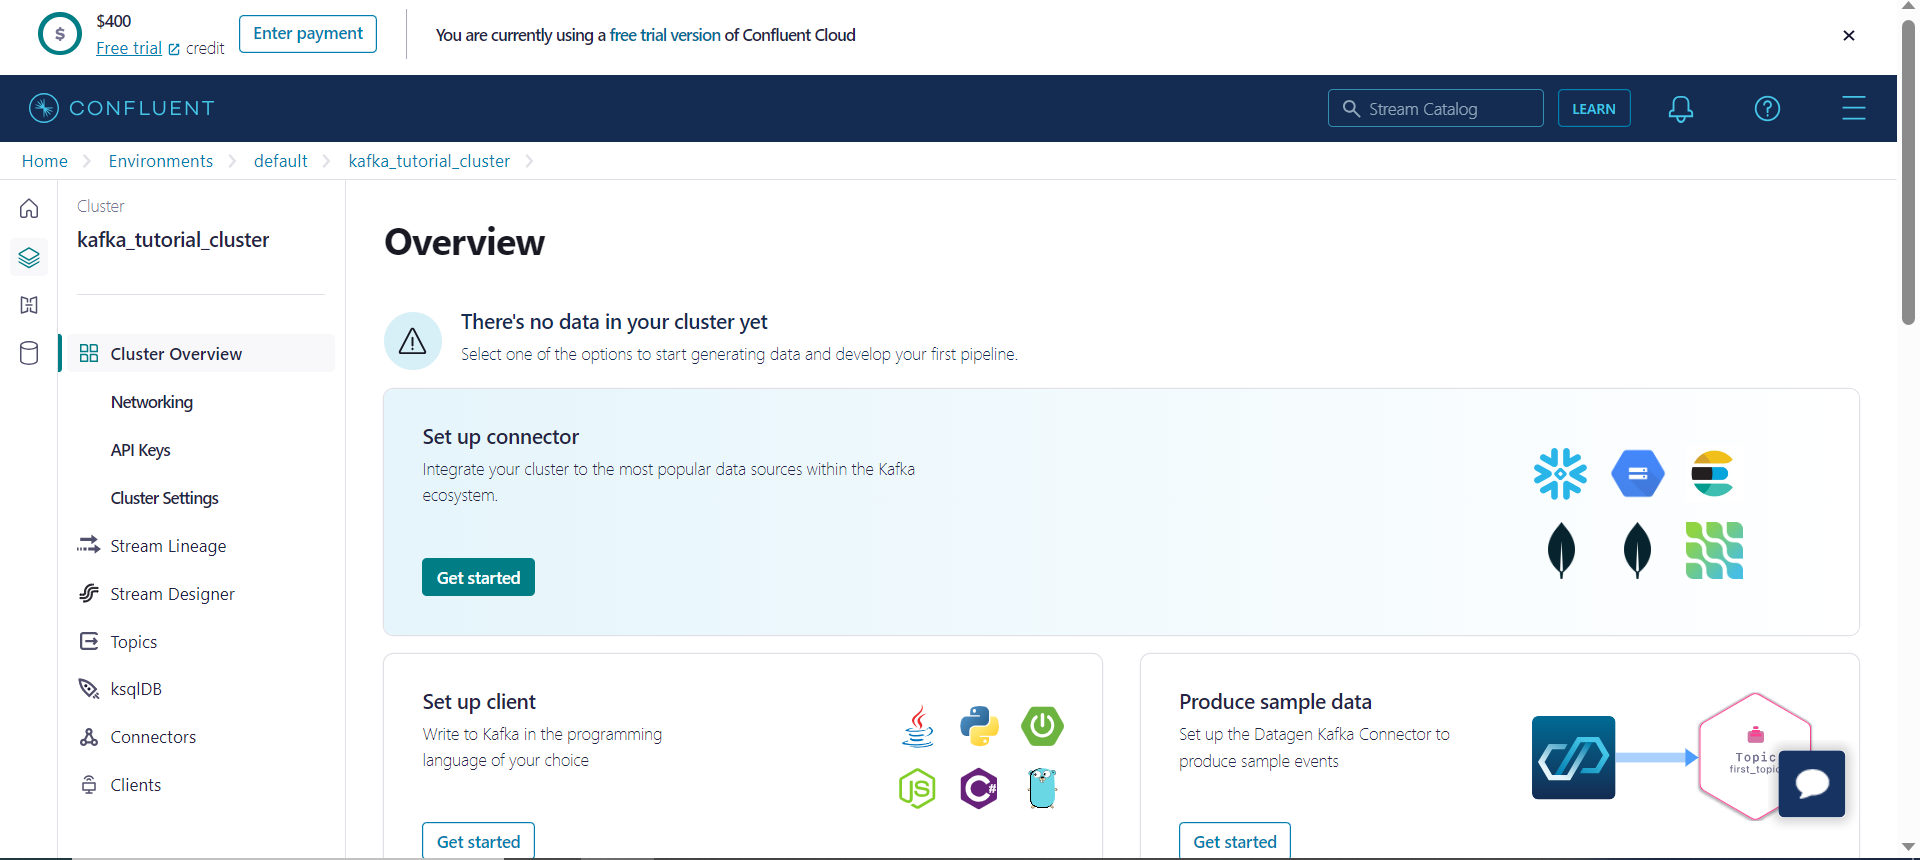 $
$400
Free trial credit
Enter payment
You are currently using a free trial version of Confluent Cloud
CONFLUENT
Stream Catalog
LEARN
?
Home
Environments
default
kafka_tutorial_cluster
Cluster
kafka_tutorial_cluster
Cluster Overview
Networking
API Keys
Cluster Settings
Stream Lineage
Stream Designer
Topics
ksqlDB
Connectors
Clients
Overview
There's no data in your cluster yet
Select one of the options to start generating data and develop your first pipeline.
Set up connector
Integrate your cluster to the most popular data sources within the Kafka
ecosystem.
Get started
Set up client
Write to Kafka in the programming
language of your choice
JS
C#
Get started
Produce sample data
Set up the Datagen Kafka Connector to
produce sample events
Topic
Get started